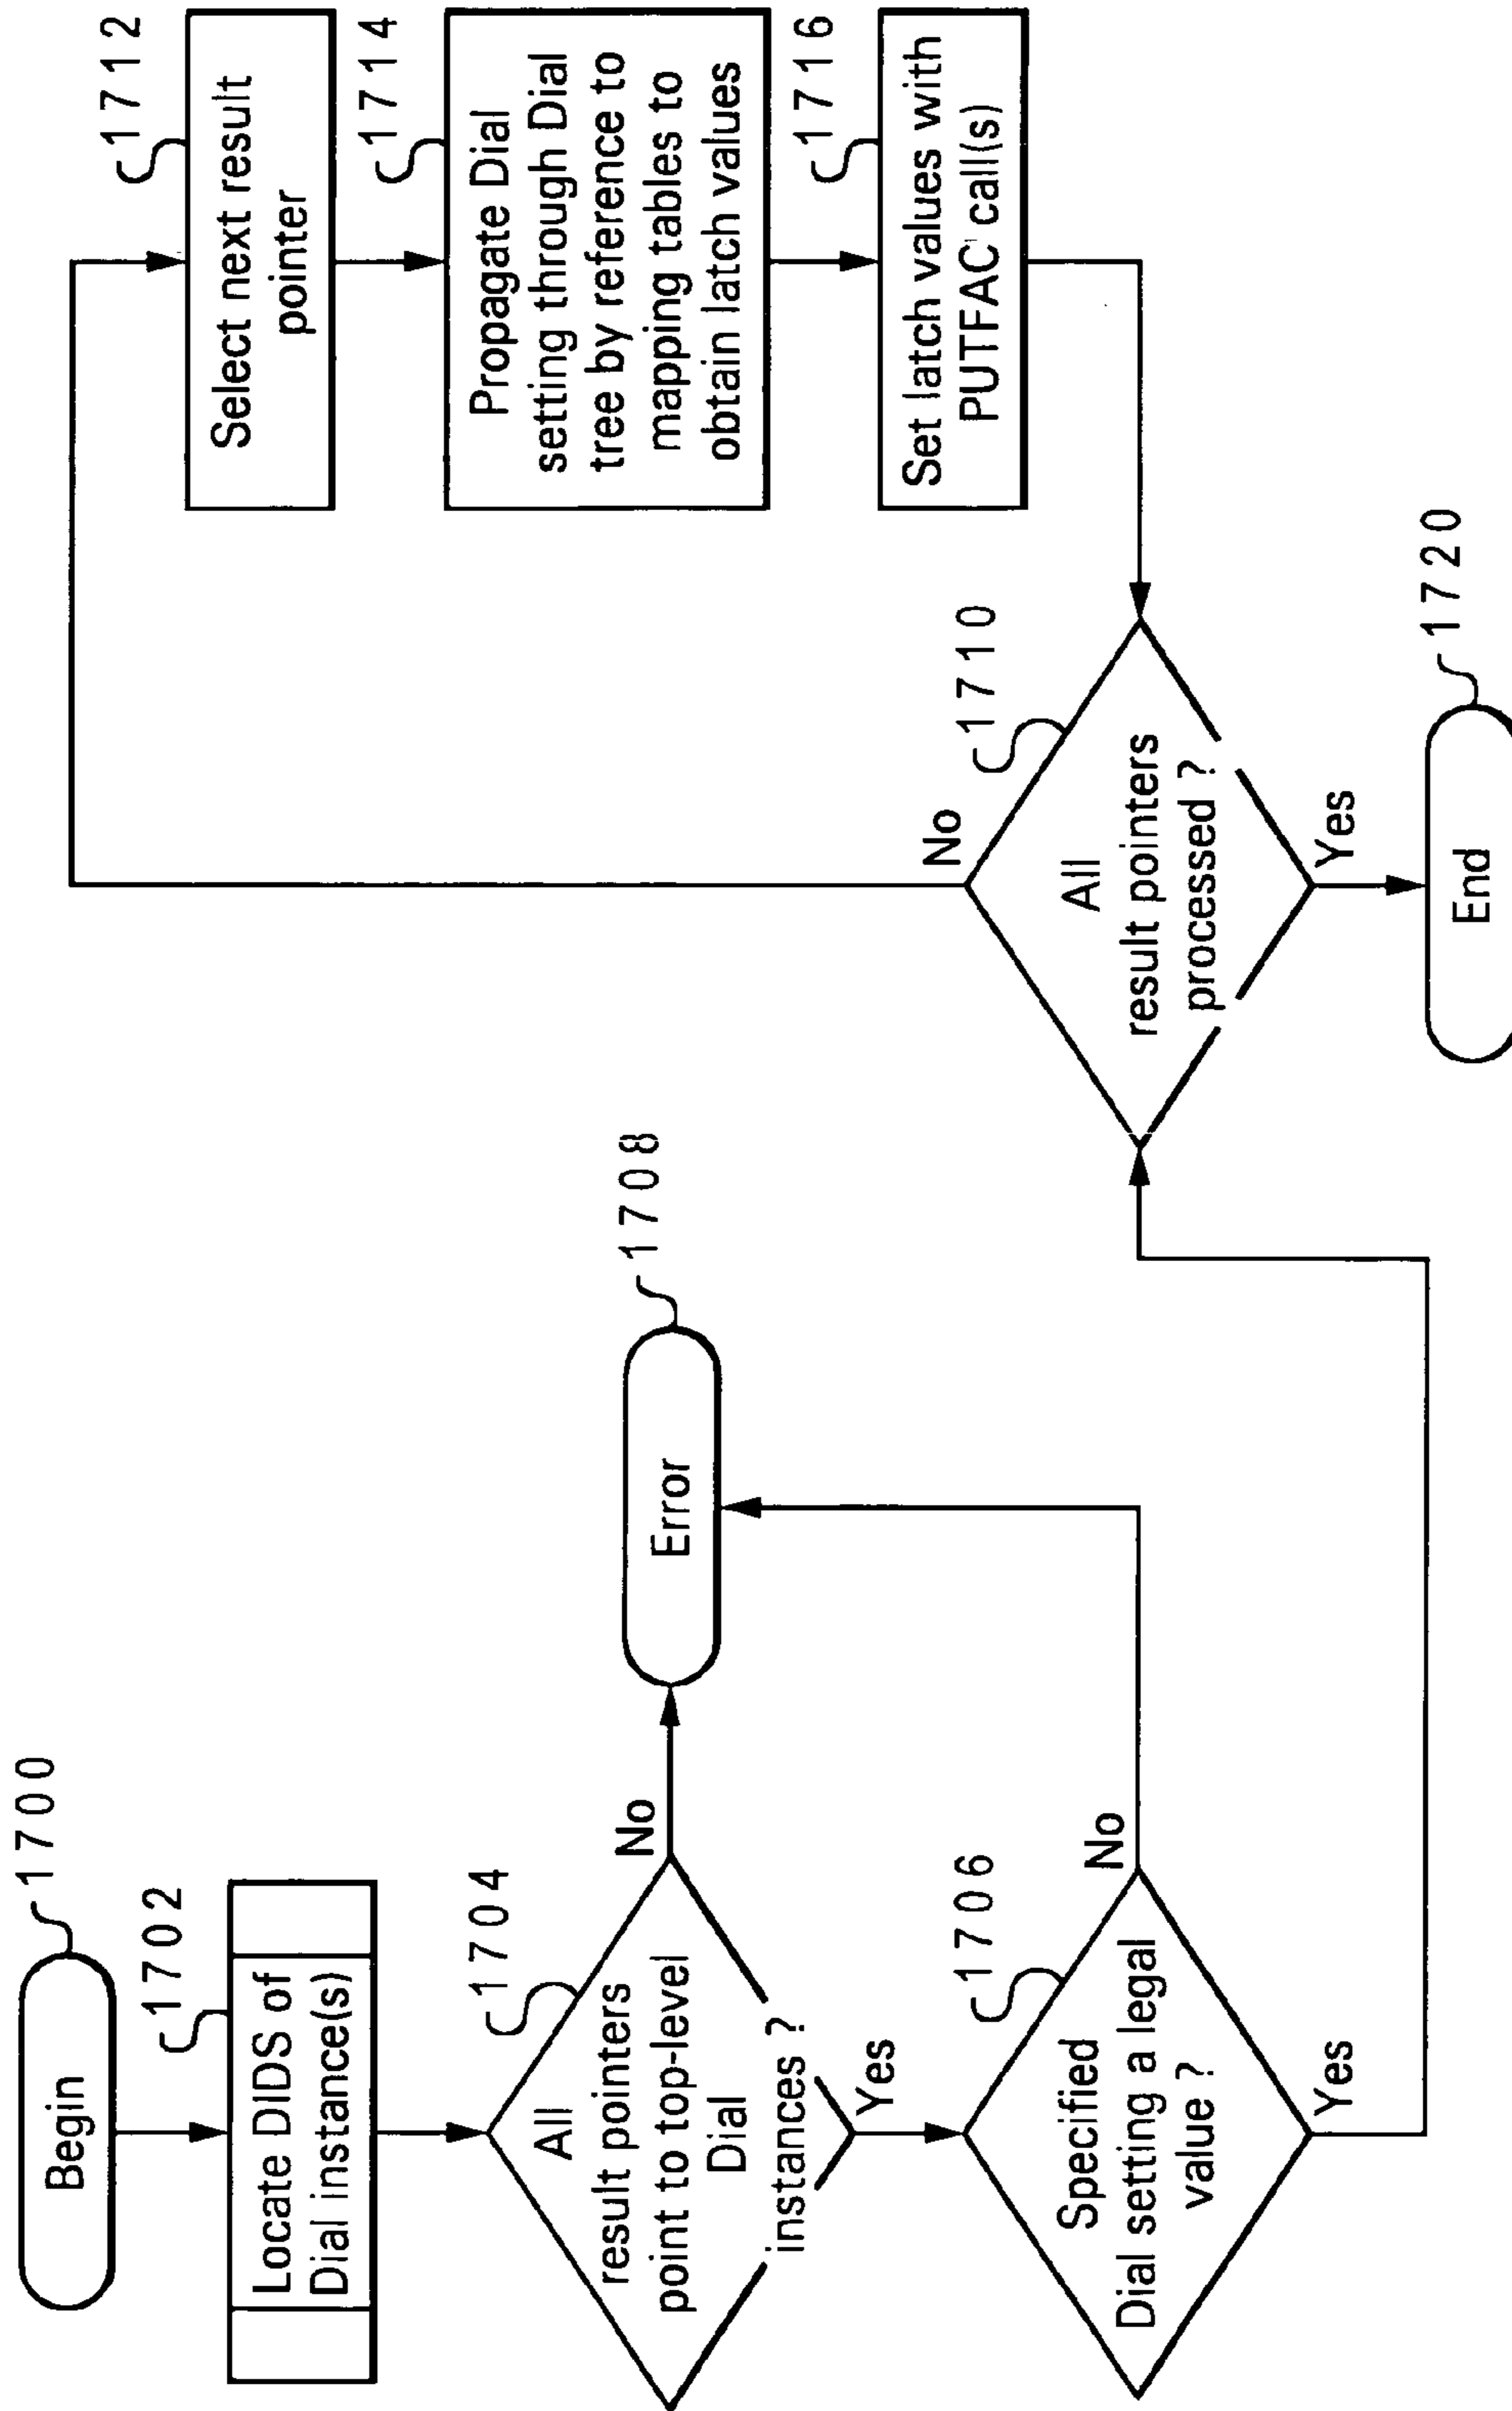 Begin
1700
Locate DIDS of
Dial instance(s)
1702
All
result pointers
point to top-level
Dial
instances ?
1704
No
Yes
Error
1708
Specified
Dial setting a legal
value ?
1706
No
Yes
All
result pointers
processed ?
1710
No
Yes
Select next result
pointer
1712
Propagate Dial
setting through Dial
tree by reference to
mapping tables to
obtain latch values
1714
Set latch values with
PUTFAC call(s)
1716
End
1720